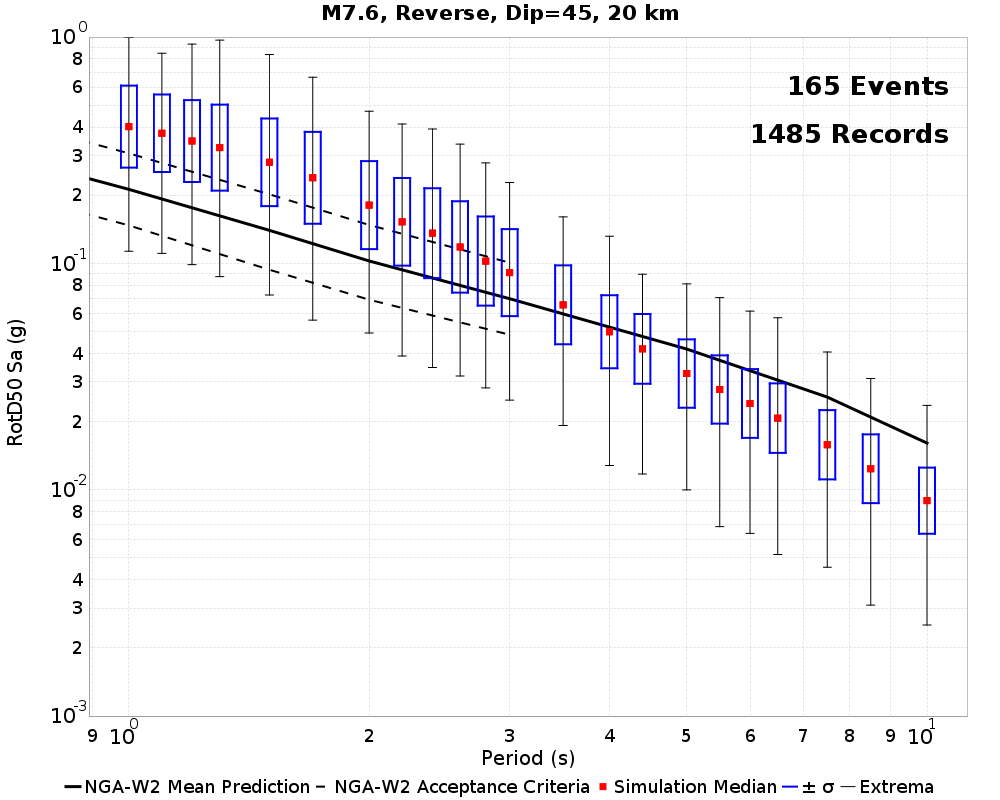 M7.6, Reverse, Dip=45, 20 km
165 Events
1485 Records
RotD50 Sa (g)
10^0
8
6
4
3
2
10^-1
8
6
4
3
2
10^-2
8
6
4
3
2
10^-3
9 10^0 2 3 4 5 6 7 8 9 10^1
Period (s)
NGA-W2 Mean Prediction NGA-W2 Acceptance Criteria Simulation Median ± σ Extrema